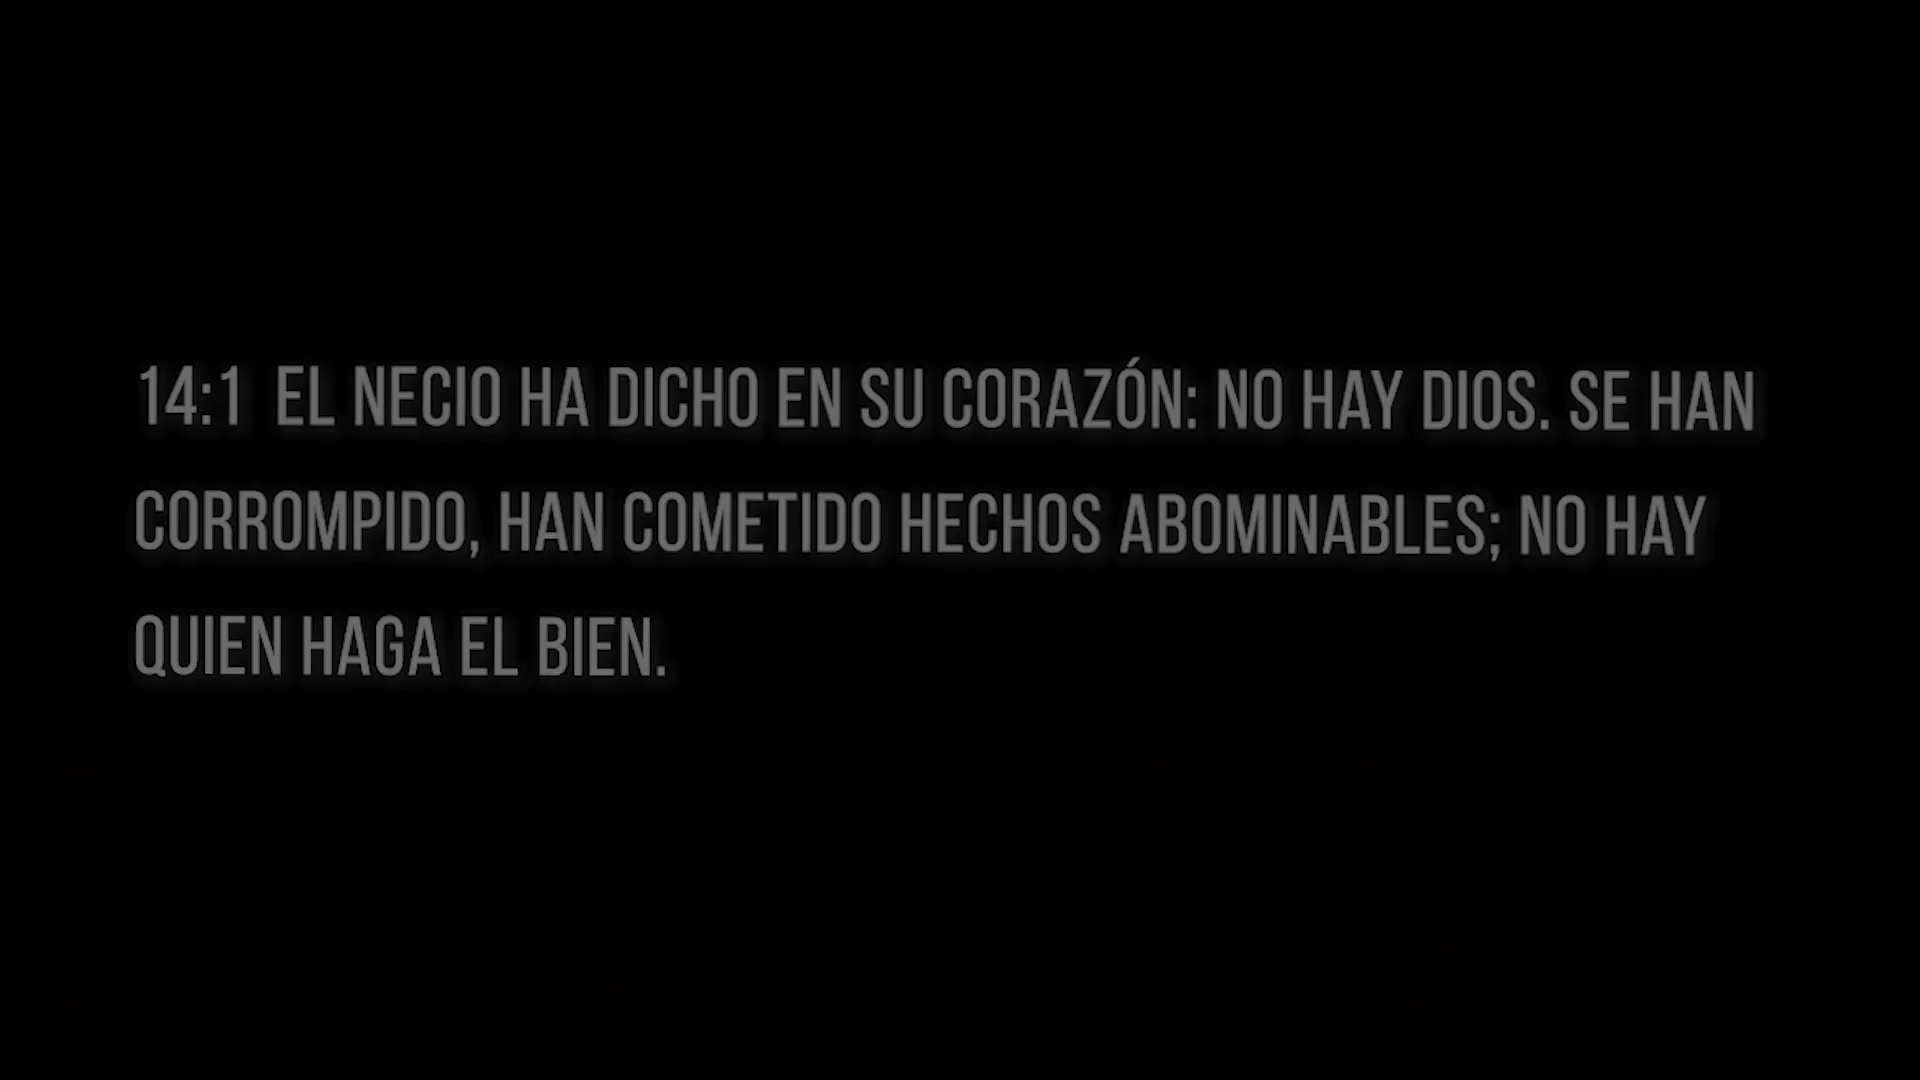 14:1 EL NECIO HA DICHO EN SU CORAZÓN: NO HAY DIOS. SE HAN
CORROMPIDO, HAN COMETIDO HECHOS ABOMINABLES; NO HAY
QUIEN HAGA EL BIEN.